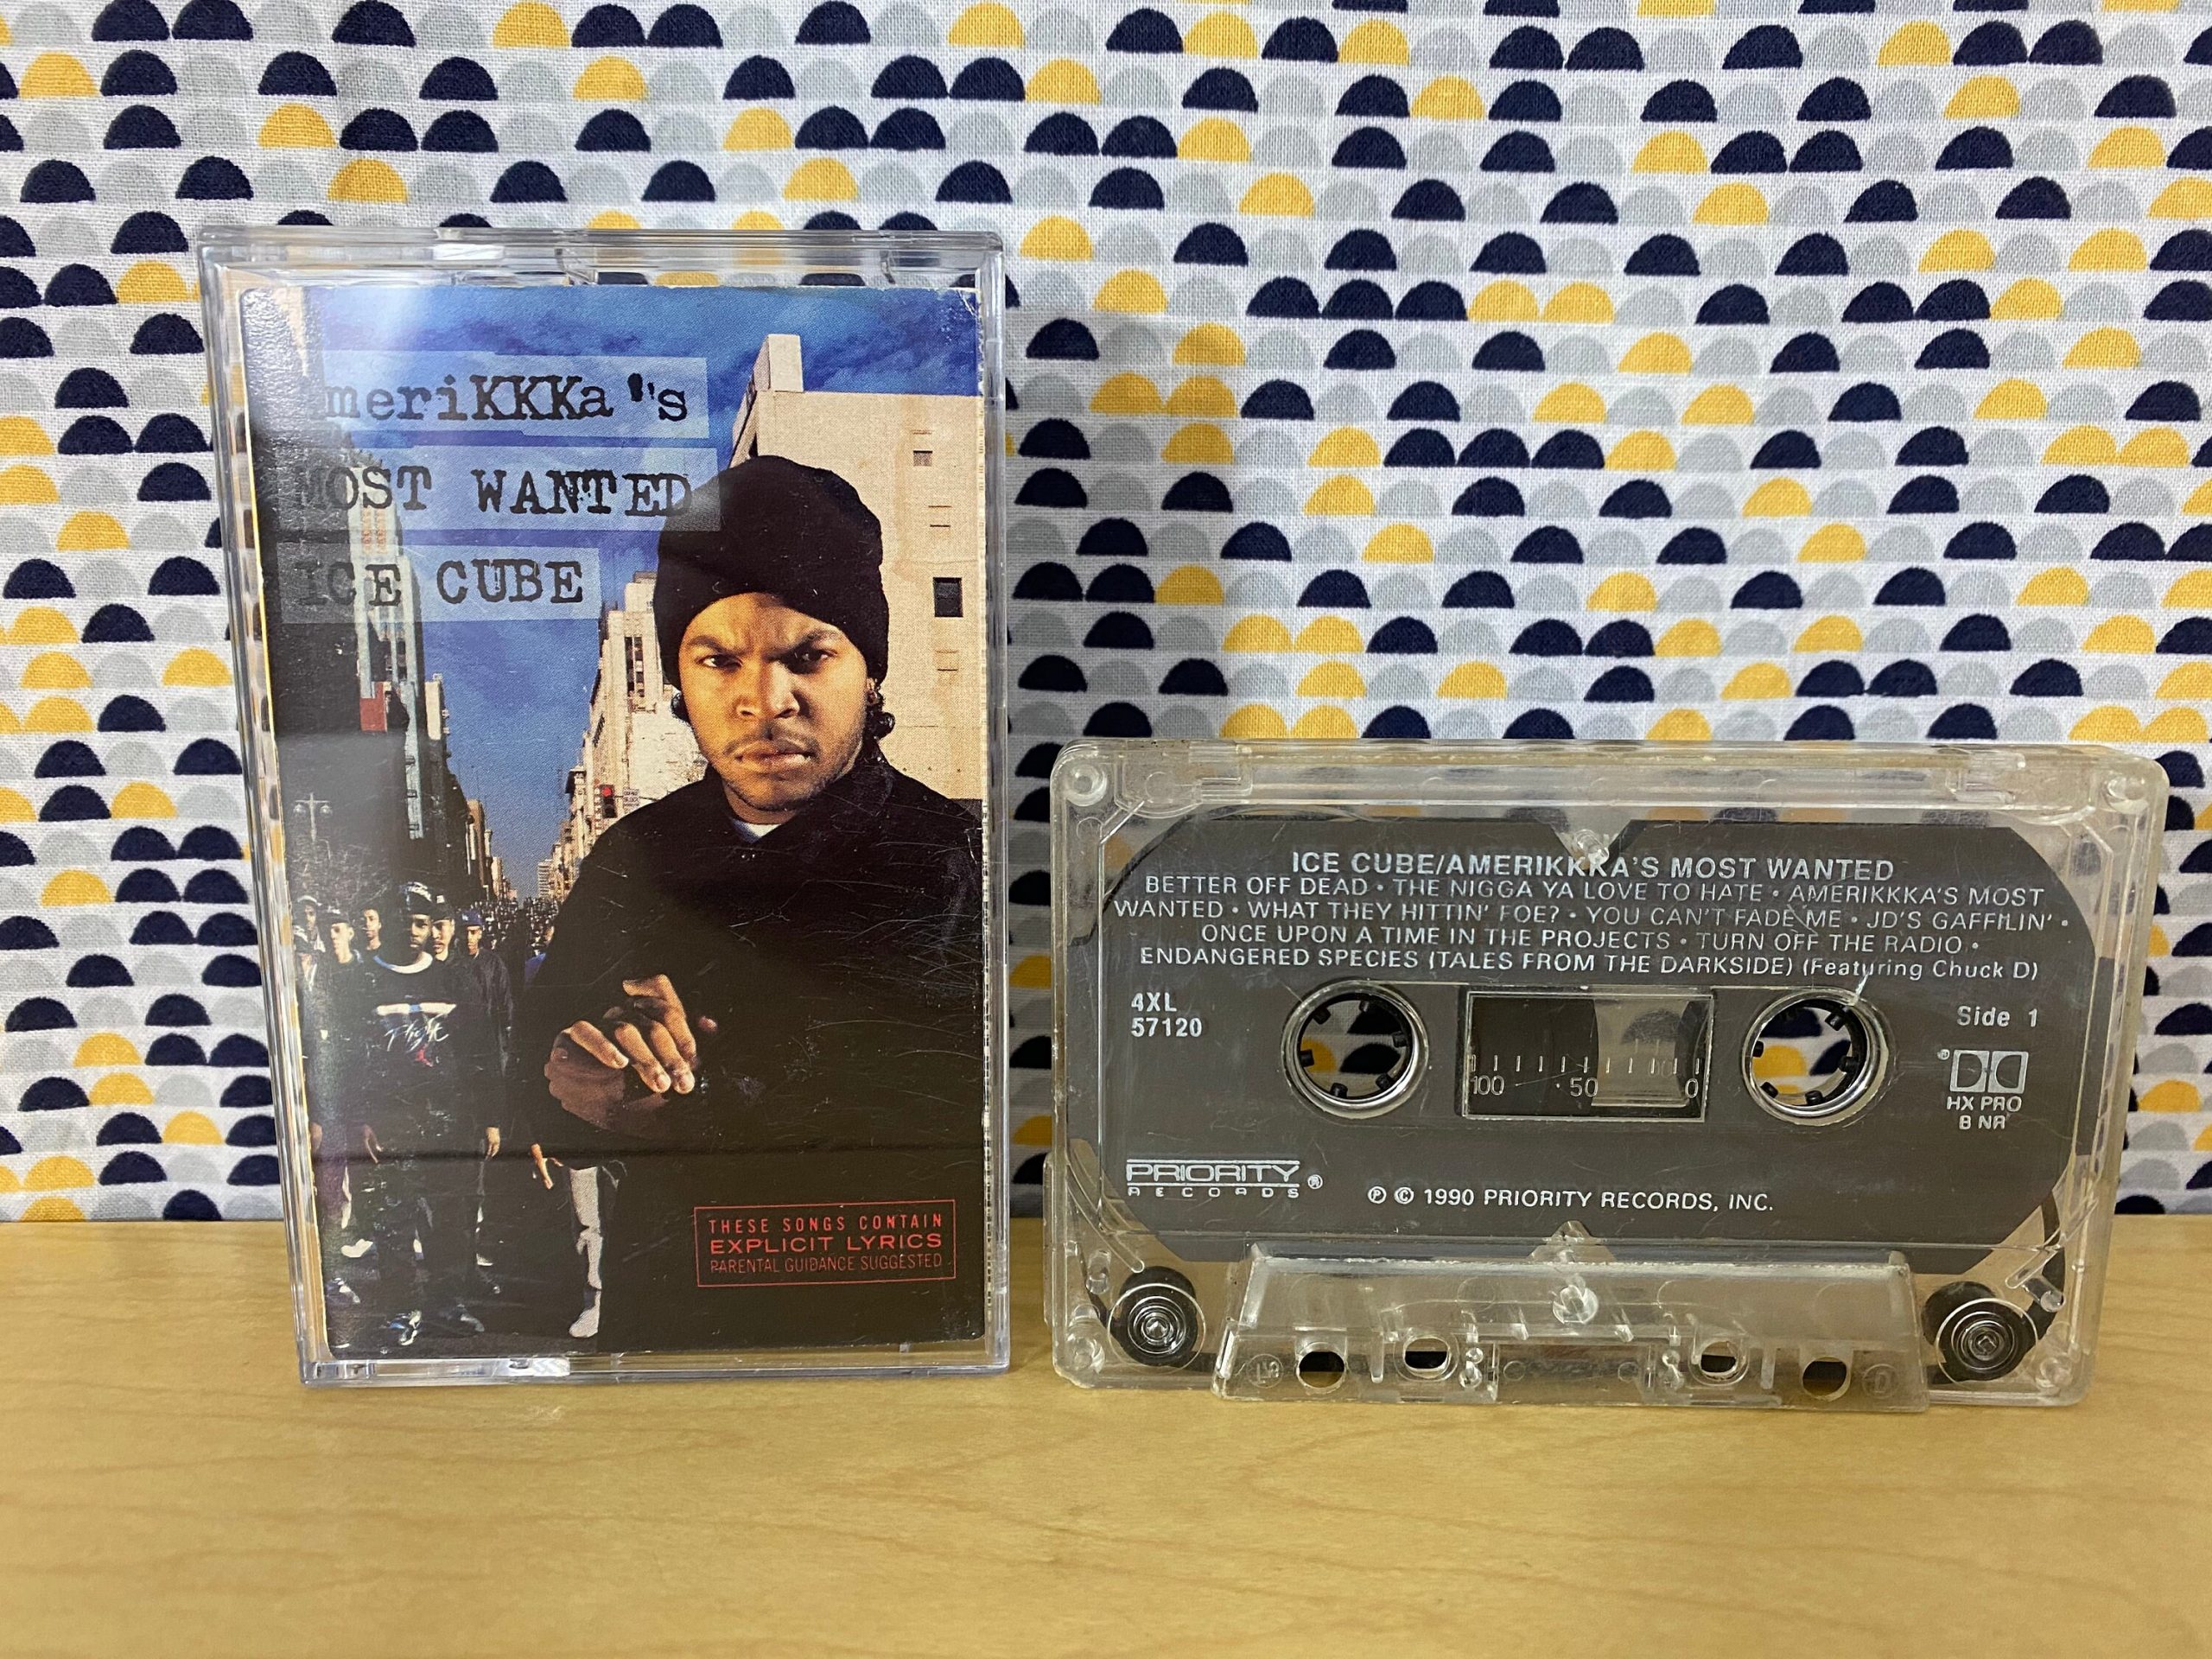 meriKKKa's
MOST WANTED
ICE CUBE
THESE SONGS CONTAIN
EXPLICIT LYRICS
PARENTAL GUIDANCE SUGGESTED
ICE CUBE/AMERIKKKA'S MOST WANTED
BETTER OFF DEAD • THE NIGGA YA LOVE TO HATE • AMERIKKKA'S MOST
WANTED • WHAT THEY HITTIN' FOE? • YOU CAN'T FADE ME • JD'S GAFFILIN' •
ONCE UPON A TIME IN THE PROJECTS • TURN OFF THE RADIO •
ENDANGERED SPECIES (TALES FROM THE DARKSIDE) (Featuring Chuck D)
4XL
57120
Side 1
100 50 0
HX PRO
B NR
PRIORITY
RECORDS ®
℗ © 1990 PRIORITY RECORDS, INC.